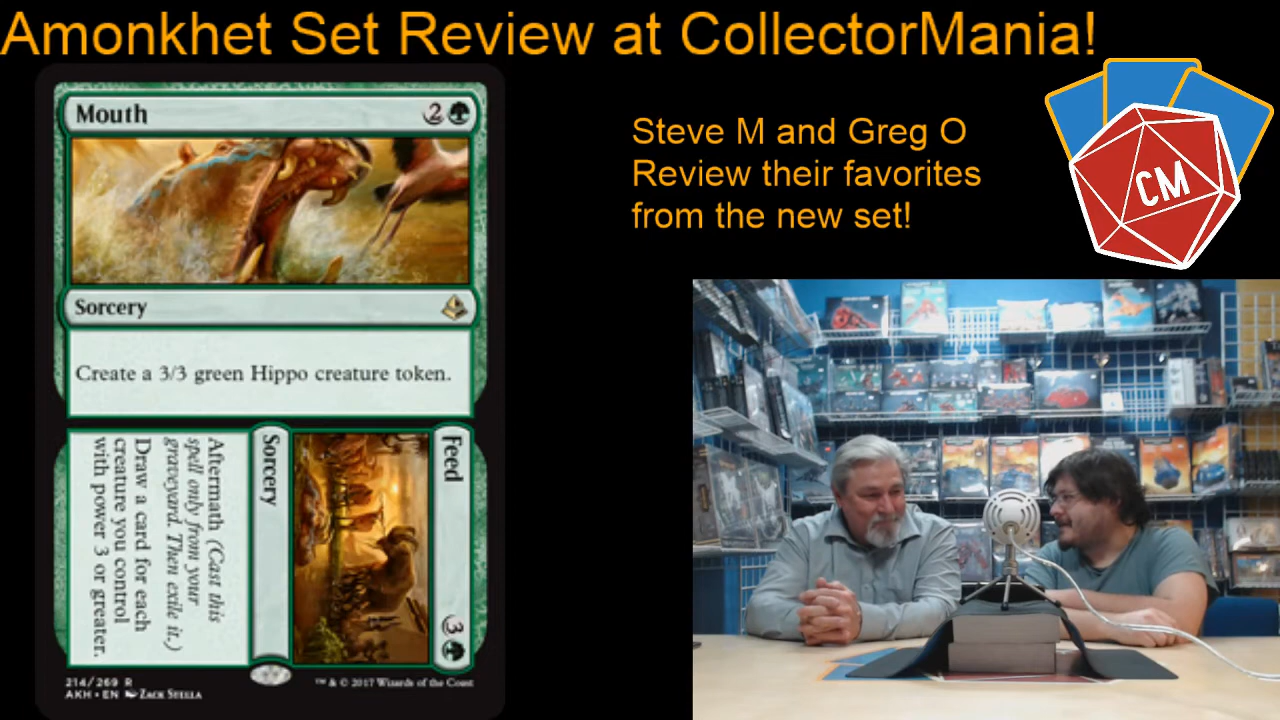 Amonkhet Set Review at CollectorMania!
Mouth 2
Sorcery
Create a 3/3 green Hippo creature token.
Feed 3
Sorcery
Aftermath (Cast this
spell only from your
graveyard. Then exile it.)
Draw a card for each
creature you control
with power 3 or greater.
214/269 R
AKH • EN Zack Stella
™ & © 2017 Wizards of the Coast
Steve M and Greg O
Review their favorites
from the new set!
CM